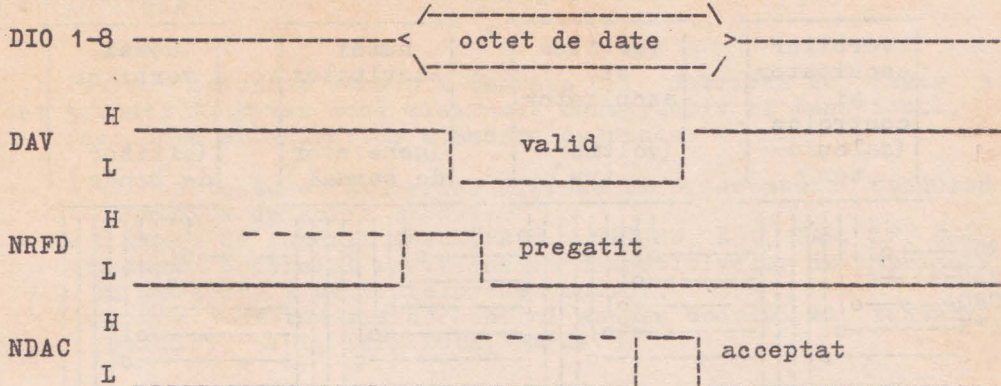 DIO 1-8
octet de date
H
DAV
valid
L
H
NRFD
pregatit
L
H
NDAC
acceptat
L